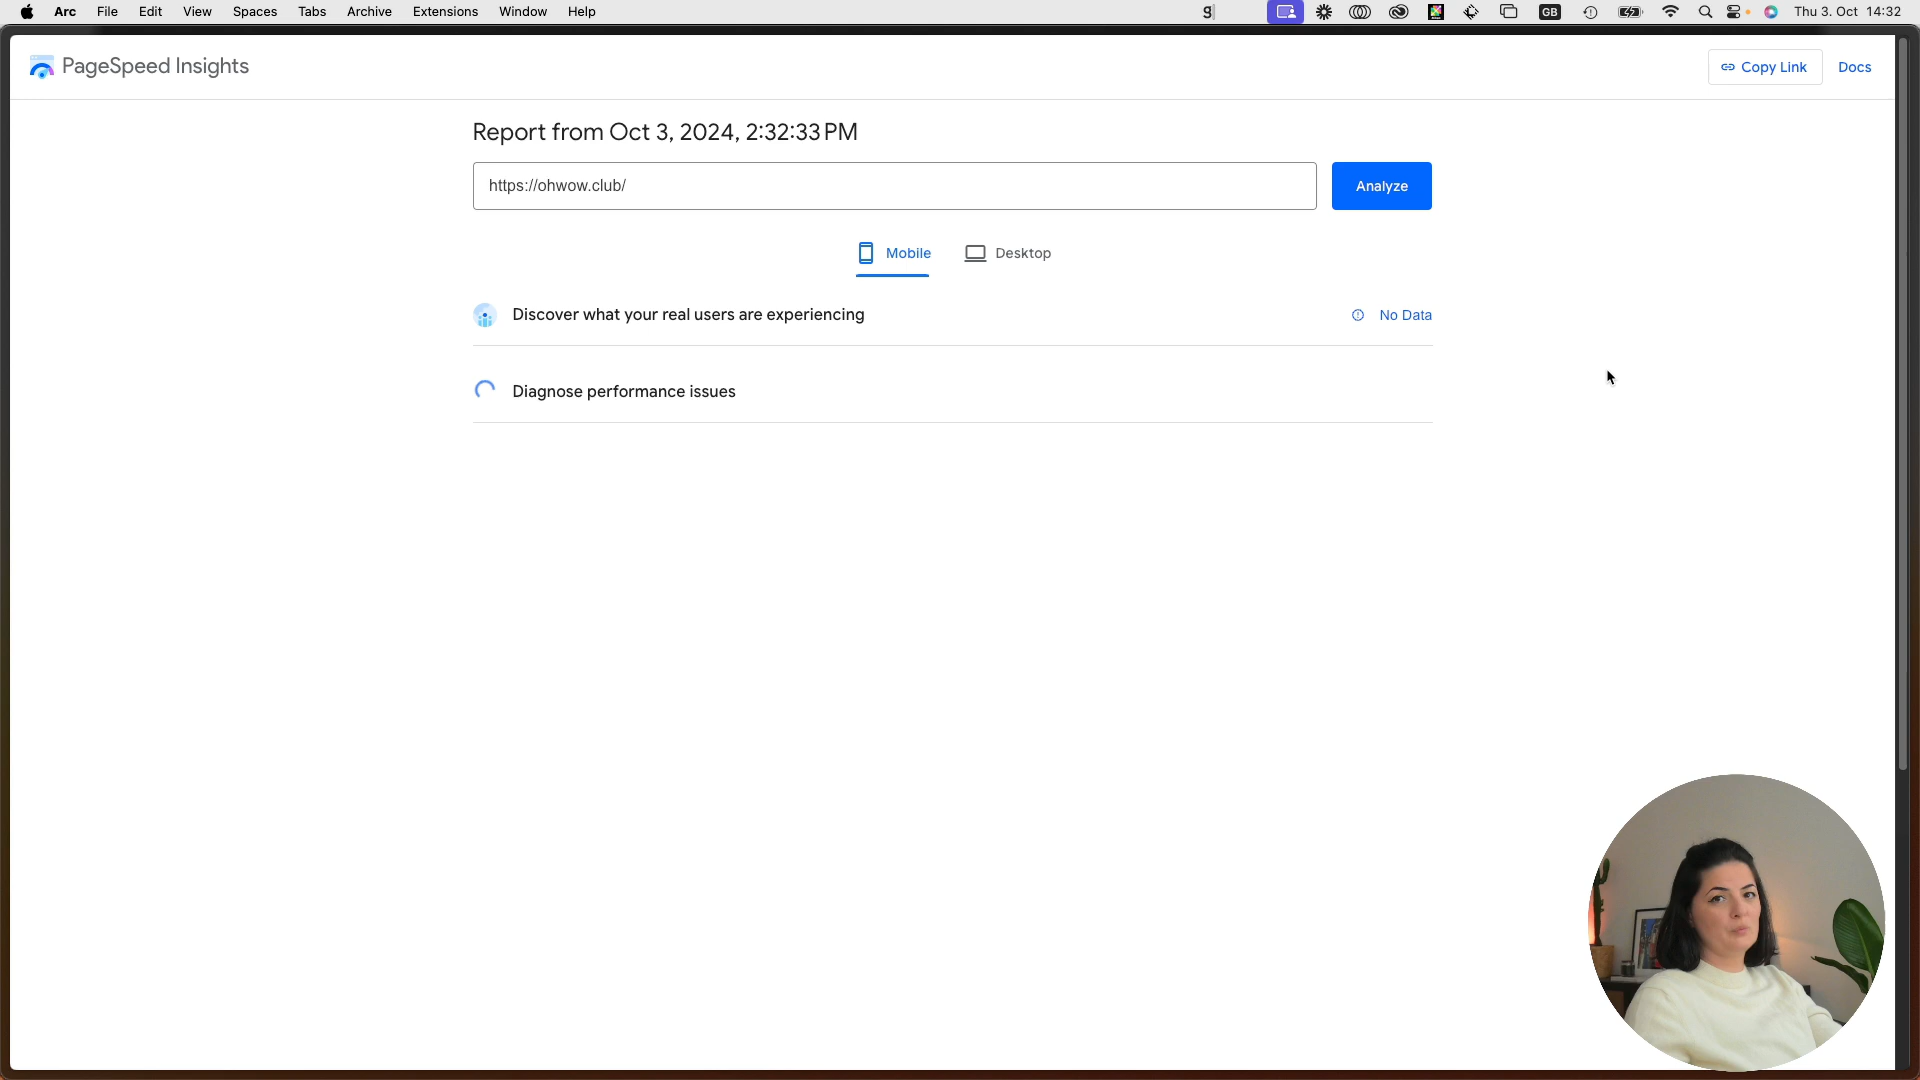 Arc File Edit View Spaces Tabs Archive Extensions Window Help
g GB Thu 3. Oct 14:32
PageSpeed Insights
Copy Link Docs
Report from Oct 3, 2024, 2:32:33 PM
https://ohwow.club/
Analyze
Mobile Desktop
Discover what your real users are experiencing
No Data
Diagnose performance issues